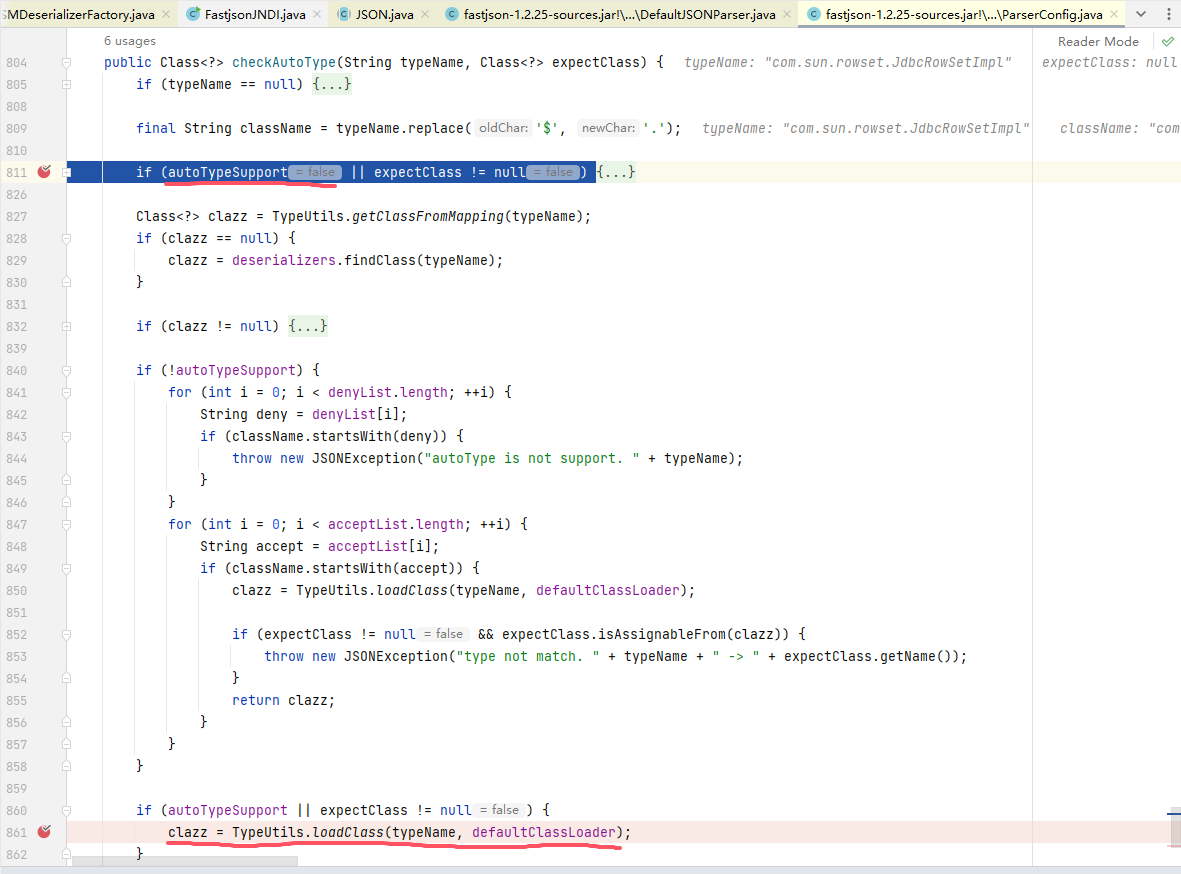 SMDeserializerFactory.java FastjsonJNDI.java JSON.java fastjson-1.2.25-sources.jar!\...\DefaultJSONParser.java fastjson-1.2.25-sources.jar!\...\ParserConfig.java
6 usages Reader Mode
804 public Class<?> checkAutoType(String typeName, Class<?> expectClass) { typeName: "com.sun.rowset.JdbcRowSetImpl" expectClass: null
805 if (typeName == null) {...}
808
809 final String className = typeName.replace( oldChar: '$', newChar: '.'); typeName: "com.sun.rowset.JdbcRowSetImpl" className: "com
810
811 if (autoTypeSupport = false || expectClass != null = false ) {...}
826
827 Class<?> clazz = TypeUtils.getClassFromMapping(typeName);
828 if (clazz == null) {
829 clazz = deserializers.findClass(typeName);
830 }
831
832 if (clazz != null) {...}
839
840 if (!autoTypeSupport) {
841 for (int i = 0; i < denyList.length; ++i) {
842 String deny = denyList[i];
843 if (className.startsWith(deny)) {
844 throw new JSONException("autoType is not support. " + typeName);
845 }
846 }
847 for (int i = 0; i < acceptList.length; ++i) {
848 String accept = acceptList[i];
849 if (className.startsWith(accept)) {
850 clazz = TypeUtils.loadClass(typeName, defaultClassLoader);
851
852 if (expectClass != null = false && expectClass.isAssignableFrom(clazz)) {
853 throw new JSONException("type not match. " + typeName + " -> " + expectClass.getName());
854 }
855 return clazz;
856 }
857 }
858 }
859
860 if (autoTypeSupport || expectClass != null = false ) {
861 clazz = TypeUtils.loadClass(typeName, defaultClassLoader);
862 }